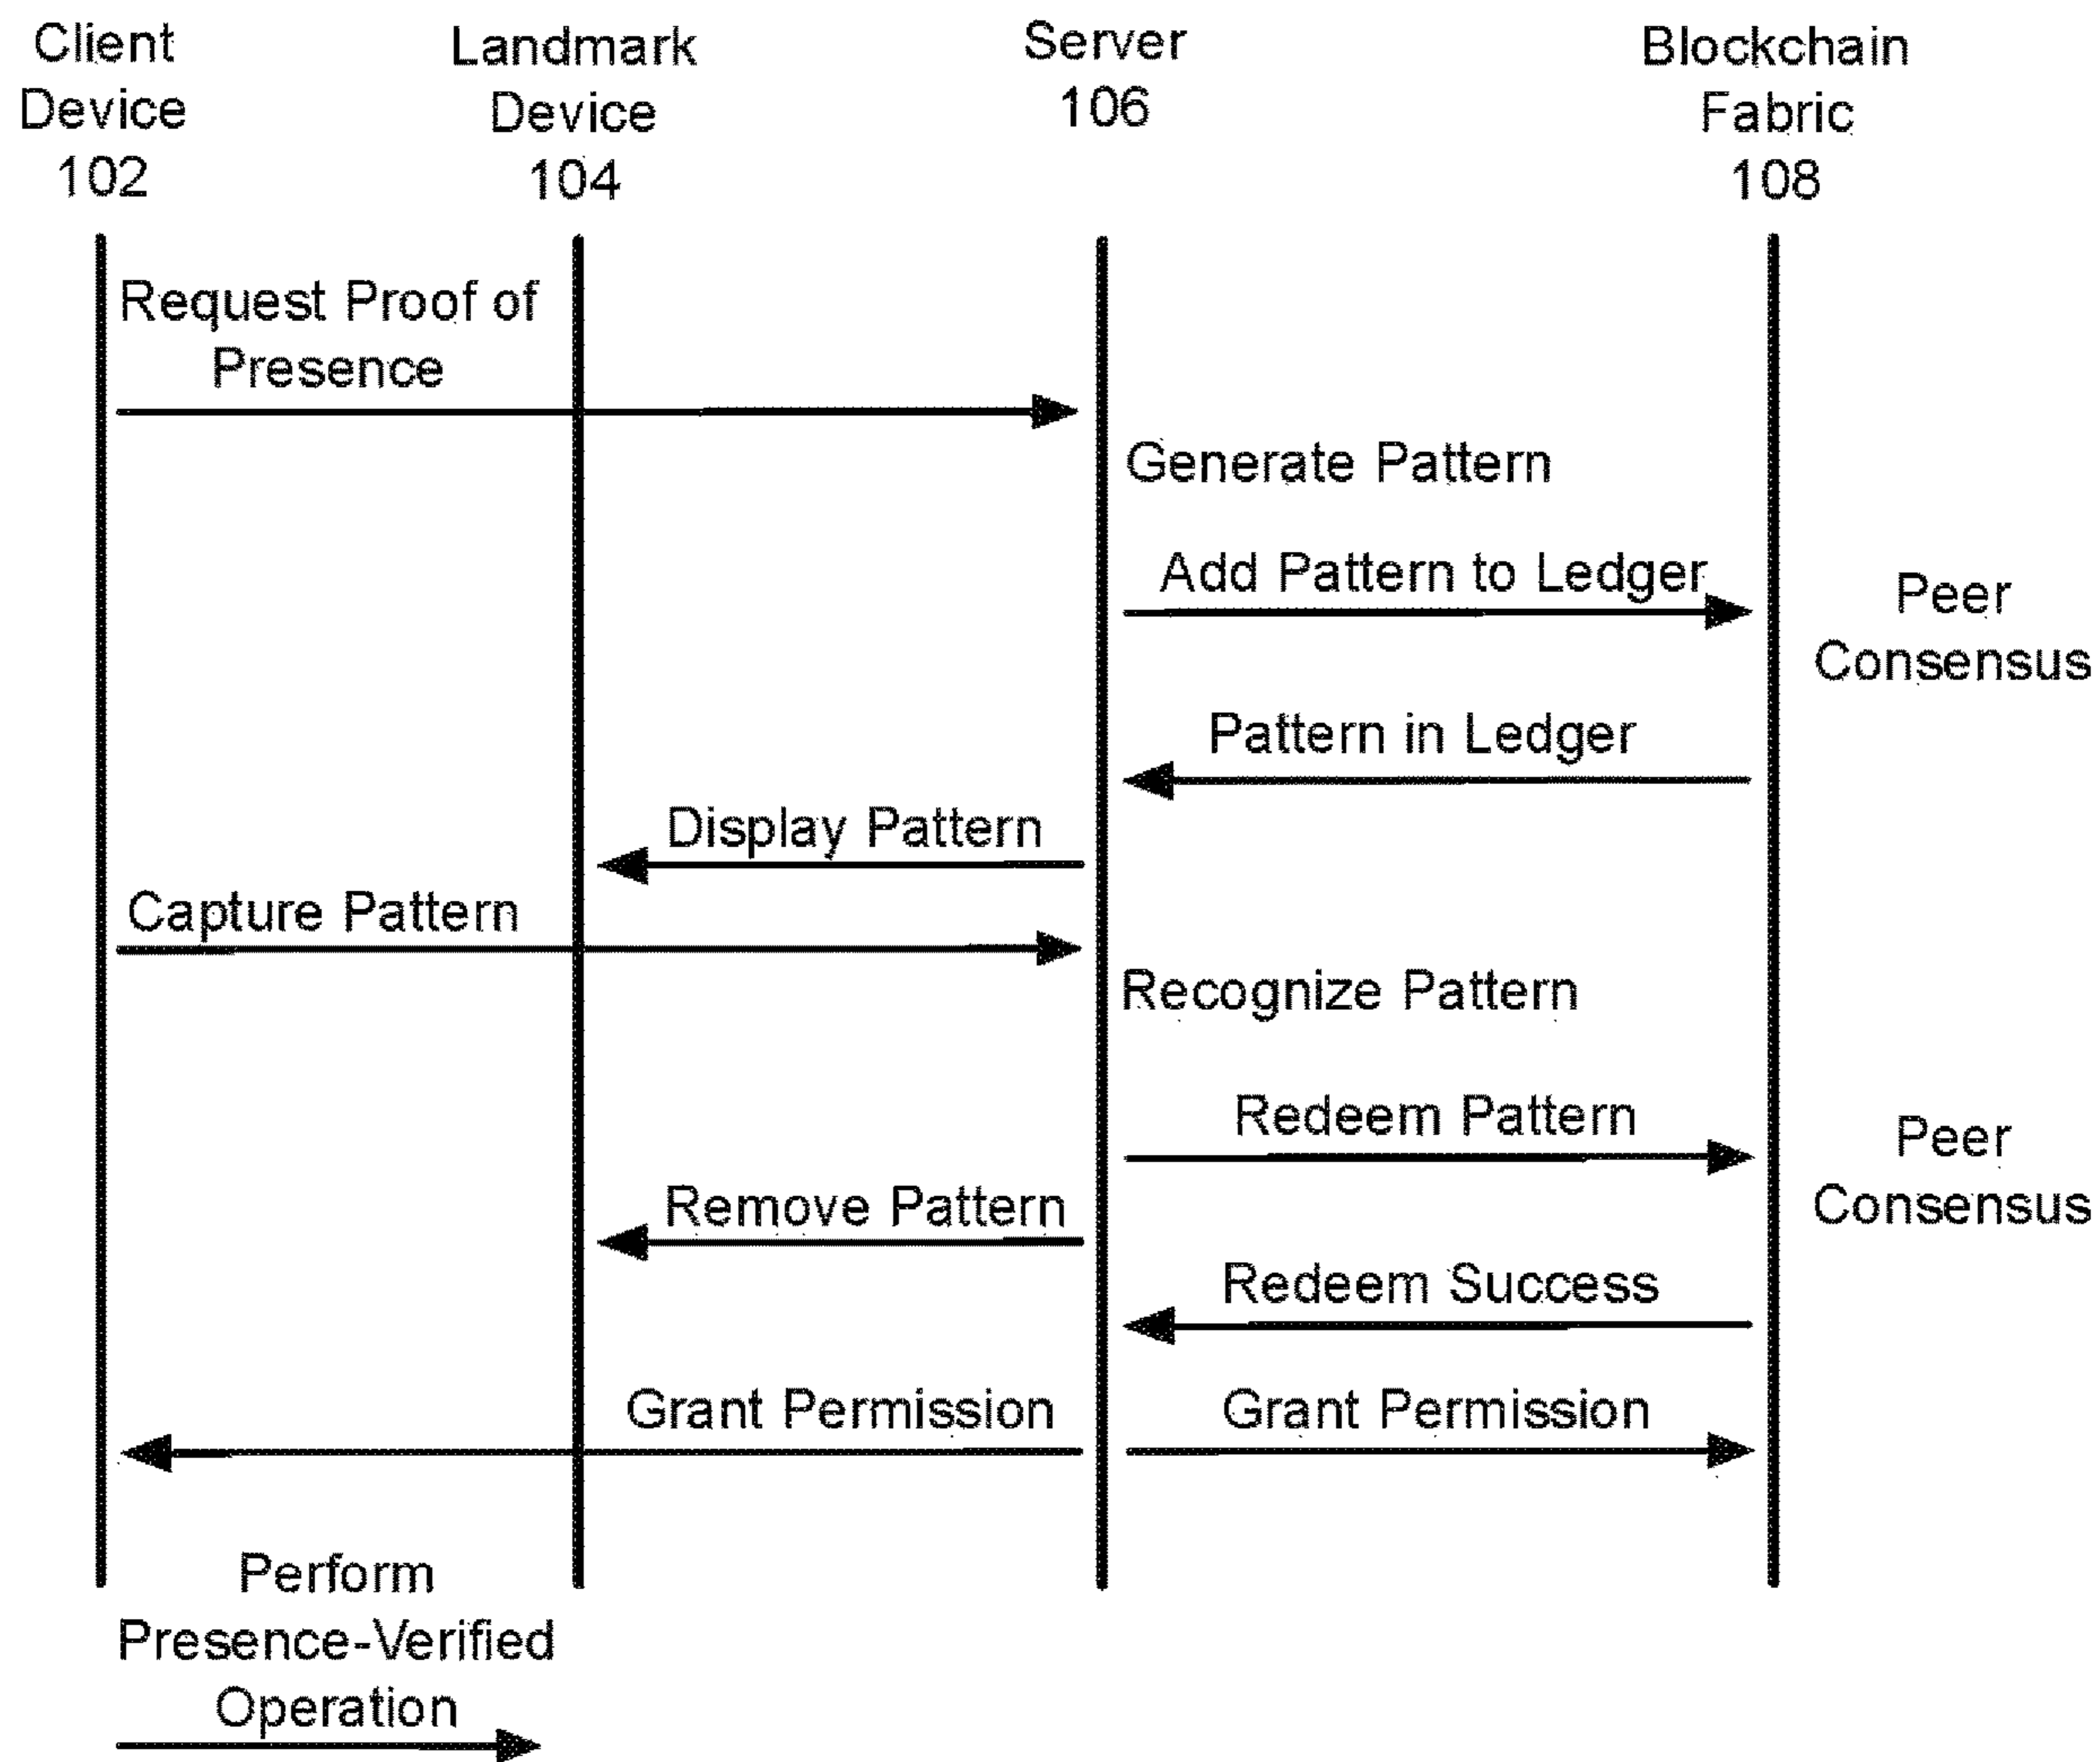 Client
Device
102
Landmark
Device
104
Server
106
Blockchain
Fabric
108
Request Proof of
Presence
Generate Pattern
Add Pattern to Ledger
Peer
Consensus
Pattern in Ledger
Display Pattern
Capture Pattern
Recognize Pattern
Redeem Pattern
Peer
Consensus
Remove Pattern
Redeem Success
Grant Permission
Grant Permission
Perform
Presence-Verified
Operation